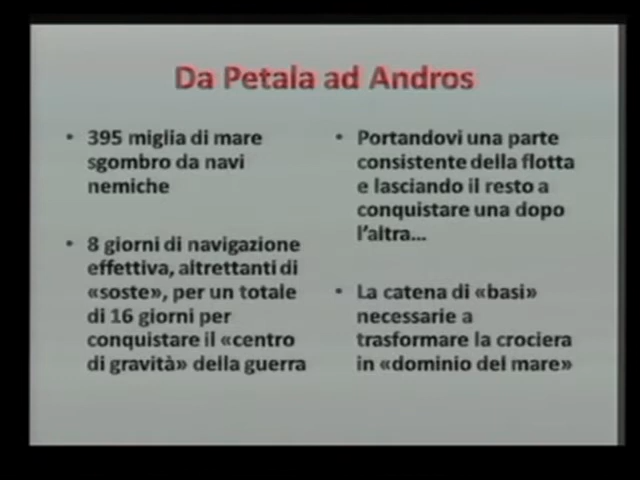 Da Petala ad Andros
• 395 miglia di mare
sgombro da navi
nemiche
• 8 giorni di navigazione
effettiva, altrettanti di
«soste», per un totale
di 16 giorni per
conquistare il «centro
di gravità» della guerra
• Portandovi una parte
consistente della flotta
e lasciando il resto a
conquistare una dopo
l’altra…
• La catena di «basi»
necessarie a
trasformare la crociera
in «dominio del mare»